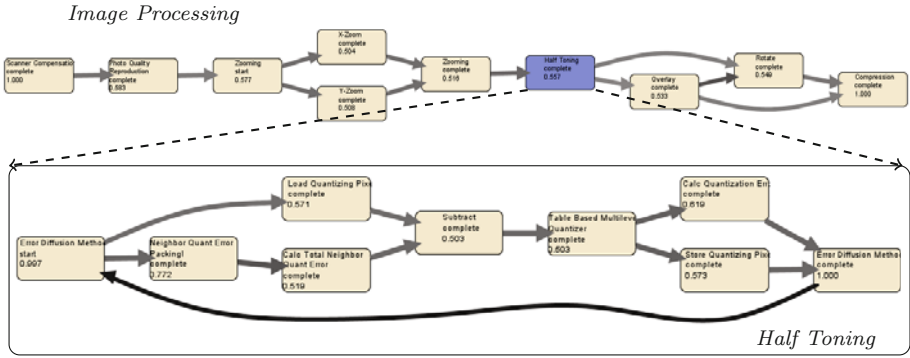 Image Processing
Scanner Compensatio
complete
1.000
Photo Quality
Reproduction
complete
0.683
Zooming
start
0.577
X-Zoom
complete
0.504
Y-Zoom
complete
0.508
Zooming
complete
0.516
Half Toning
complete
0.557
Overlay
complete
0.533
Rotate
complete
0.549
Compression
complete
1.000
Error Diffusion Method
start
0.997
Neighbor Quant Error
Packing
complete
0.772
Load Quantizing Pixe
complete
0.571
Calc Total Neighbor
Quant Error
complete
0.519
Subtract
complete
0.503
Table Based Multileve
Quantizer
complete
0.603
Calc Quantization Err
complete
0.619
Store Quantizing Pixe
complete
0.573
Error Diffusion Metho
complete
1.000
Half Toning